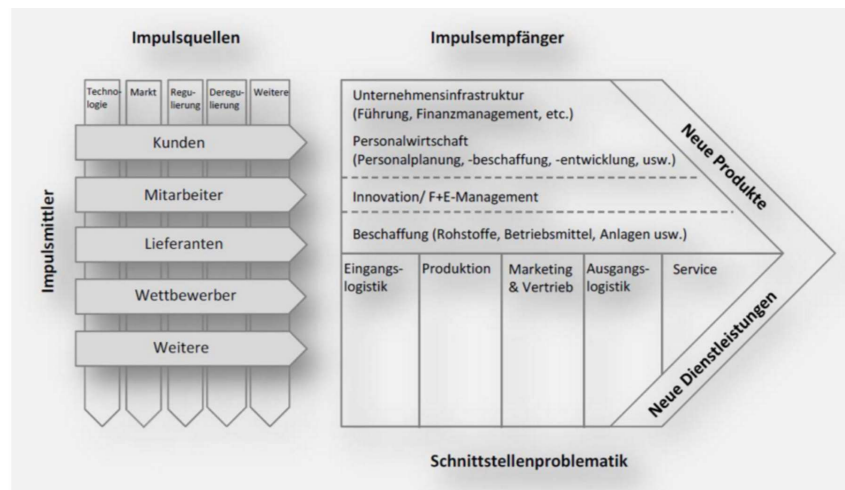 Impulsquellen
Impulsempfänger
Techno-
logie
Markt
Regu-
lierung
Deregu-
lierung
Weitere
Impulsmittler
Kunden
Mitarbeiter
Lieferanten
Wettbewerber
Weitere
Unternehmensinfrastruktur
(Führung, Finanzmanagement, etc.)
Personalwirtschaft
(Personalplanung, -beschaffung, -entwicklung, usw.)
Innovation/ F+E-Management
Beschaffung (Rohstoffe, Betriebsmittel, Anlagen usw.)
Eingangs-
logistik
Produktion
Marketing
& Vertrieb
Ausgangs-
logistik
Service
Neue Produkte
Neue Dienstleistungen
Schnittstellenproblematik